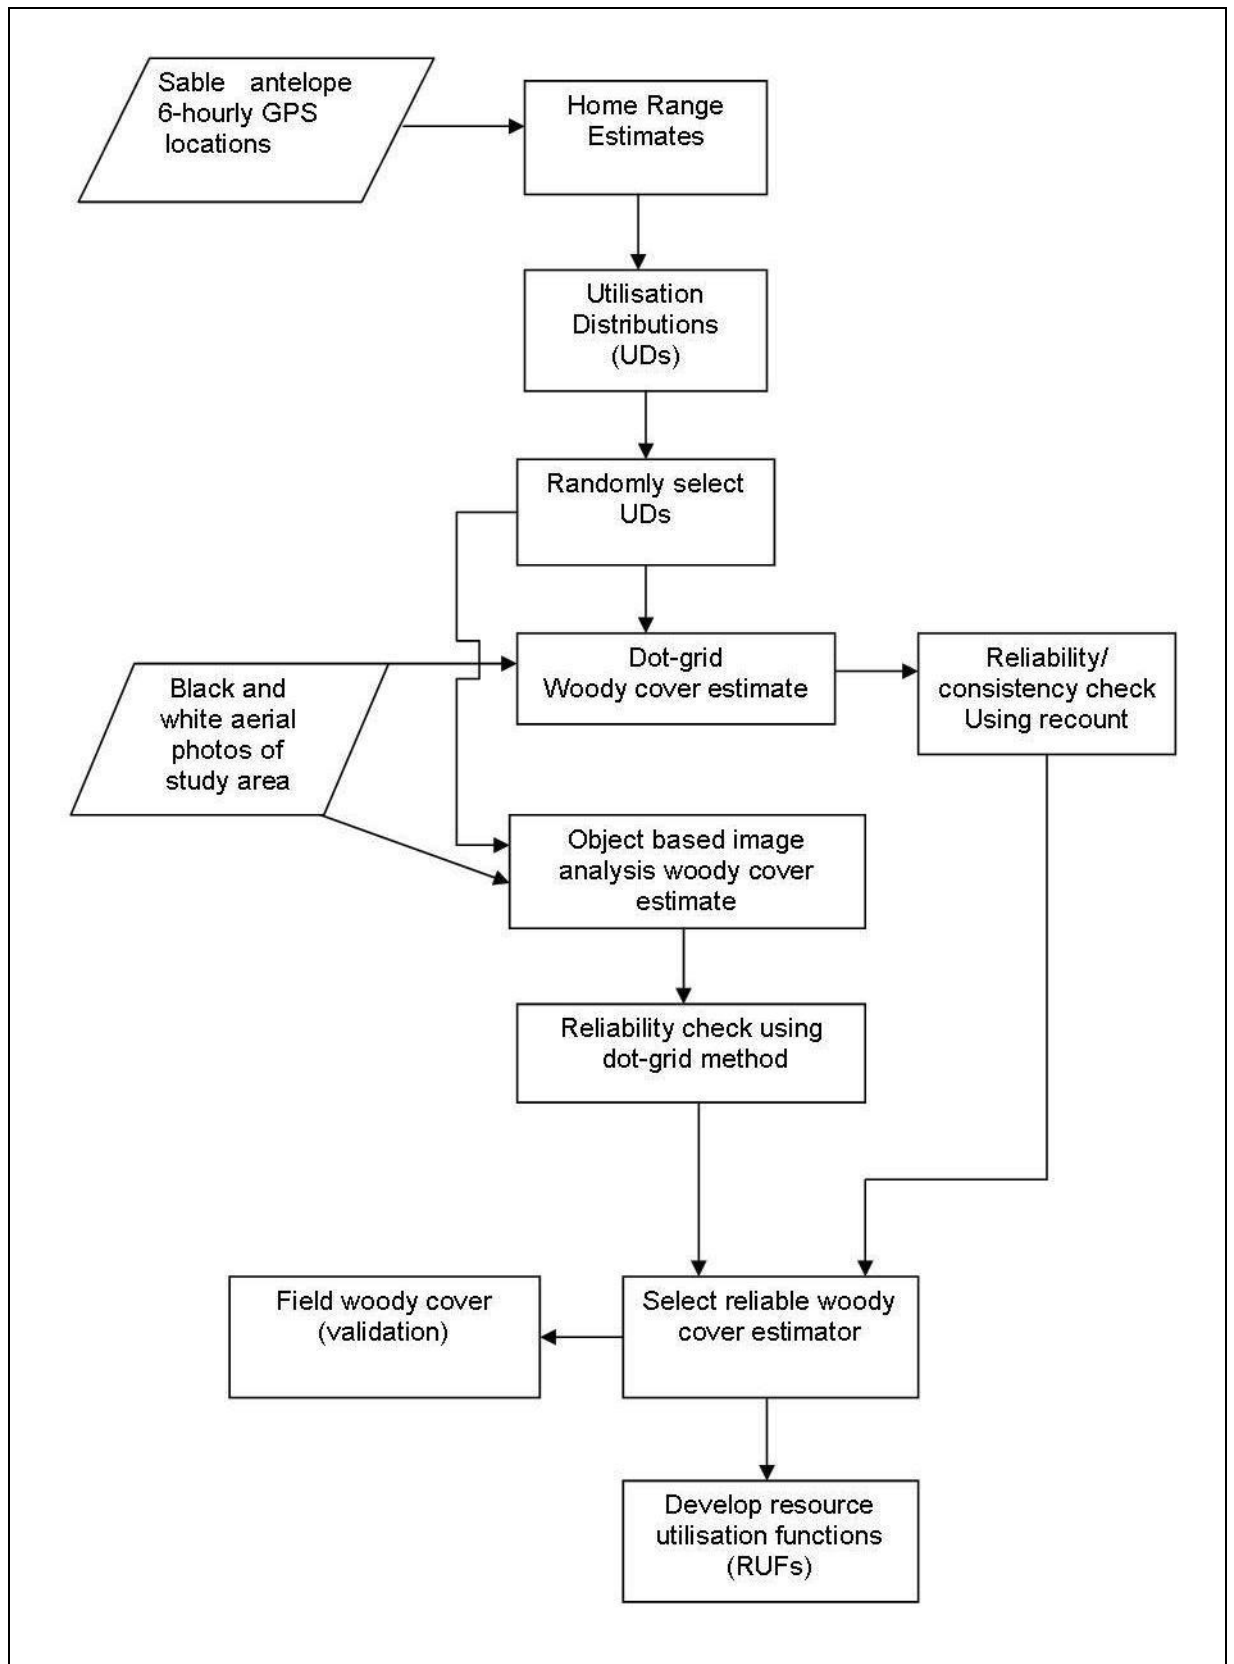 Sable antelope
6-hourly GPS
locations
Home Range
Estimates
Utilisation
Distributions
(UDs)
Randomly select
UDs
Dot-grid
Woody cover estimate
Reliability/
consistency check
Using recount
Black and
white aerial
photos of
study area
Object based image
analysis woody cover
estimate
Reliability check using
dot-grid method
Field woody cover
(validation)
Select reliable woody
cover estimator
Develop resource
utilisation functions
(RUFs)